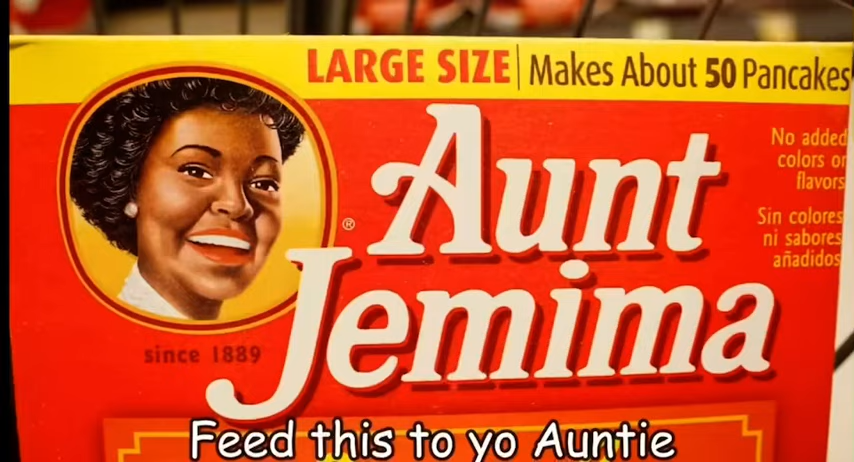 LARGE SIZE | Makes About 50 Pancakes
No added
colors or
flavors
Sin colores
ni sabores
añadidos
Aunt
®
Jemima
since 1889
Feed this to yo Auntie